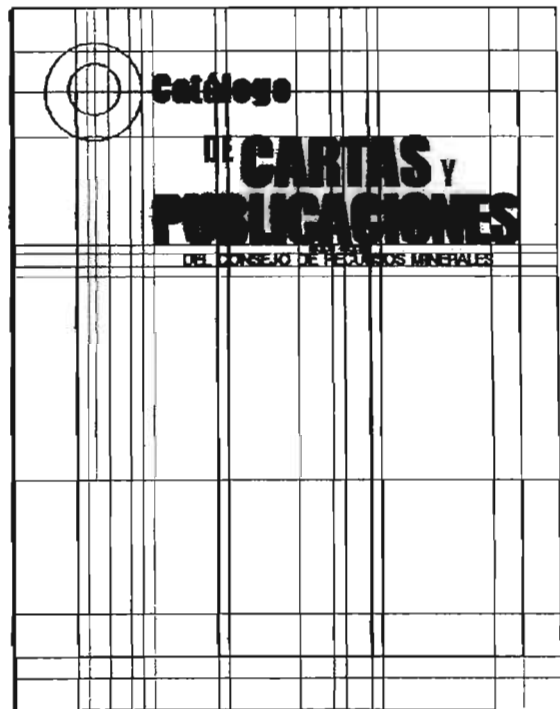 Catálogo
DE CARTAS Y
PUBLICACIONES
DEL CONSEJO DE RECURSOS MINERALES